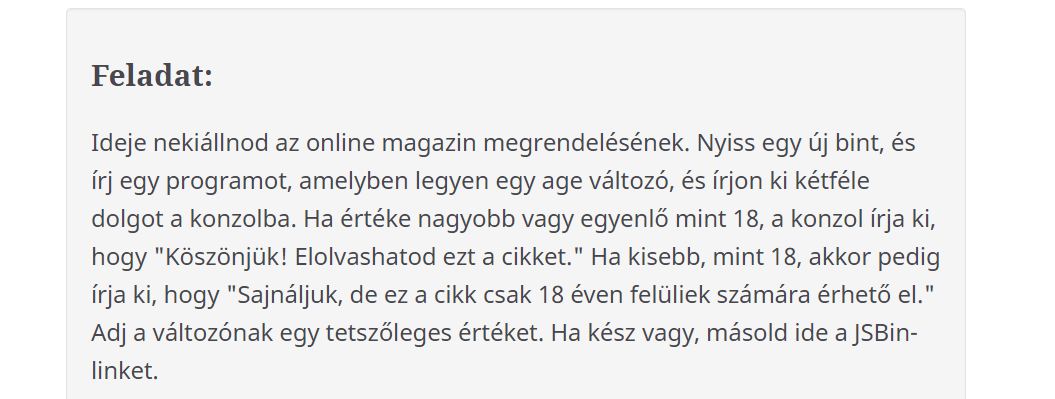 Feladat:
Ideje nekiállnod az online magazin megrendelésének. Nyiss egy új bint, és
írj egy programot, amelyben legyen egy age változó, és írjon ki kétféle
dolgot a konzolba. Ha értéke nagyobb vagy egyenlő mint 18, a konzol írja ki,
hogy "Köszönjük! Elolvashatod ezt a cikket." Ha kisebb, mint 18, akkor pedig
írja ki, hogy "Sajnáljuk, de ez a cikk csak 18 éven felüliek számára érhető el."
Adj a változónak egy tetszőleges értéket. Ha kész vagy, másold ide a JSBin-
linket.